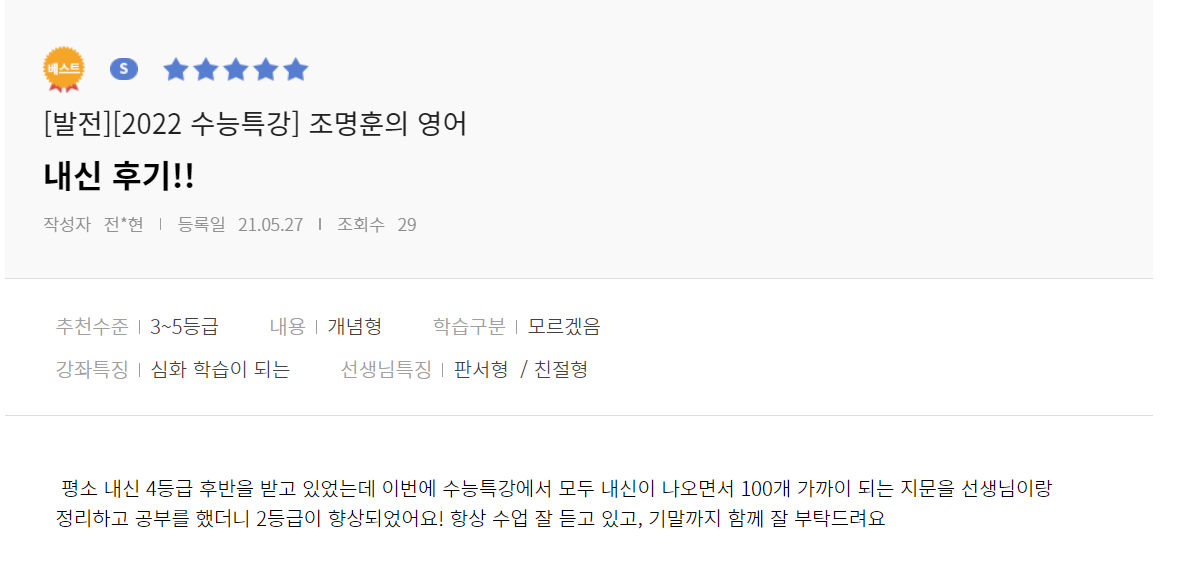 베스트 S
[발전][2022 수능특강] 조명훈의 영어
내신 후기!!
작성자 전*현 | 등록일 21.05.27 | 조회수 29
추천수준 | 3~5등급 내용 | 개념형 학습구분 | 모르겠음
강좌특징 | 심화 학습이 되는 선생님특징 | 판서형 / 친절형
평소 내신 4등급 후반을 받고 있었는데 이번에 수능특강에서 모두 내신이 나오면서 100개 가까이 되는 지문을 선생님이랑
정리하고 공부를 했더니 2등급이 향상되었어요! 항상 수업 잘 듣고 있고, 기말까지 함께 잘 부탁드려요